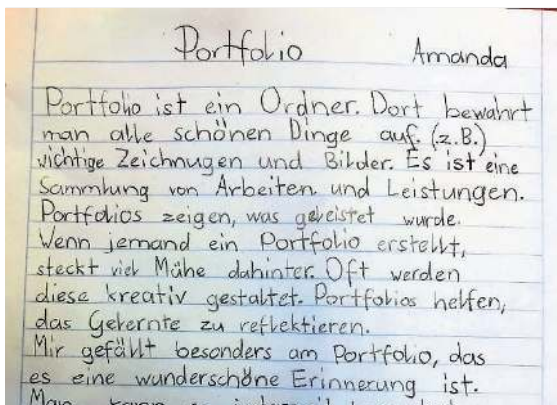 Portfolio Amanda
Portfolio ist ein Ordner. Dort bewahrt
man alle schönen Dinge auf. (z.B.)
wichtige Zeichnugen und Bilder. Es ist eine
Sammlung von Arbeiten. und Leistungen.
Portfolios zeigen, was geleistet wurde.
Wenn jemand ein Portfolio erstellt,
steckt viel Mühe dahinter. Oft werden
diese kreativ gestaltet. Portfolios helfen,
das Gelernte zu reflektieren.
Mir gefällt besonders am Portfolio, das
es eine wunderschöne Erinnerung ist.
Man kann